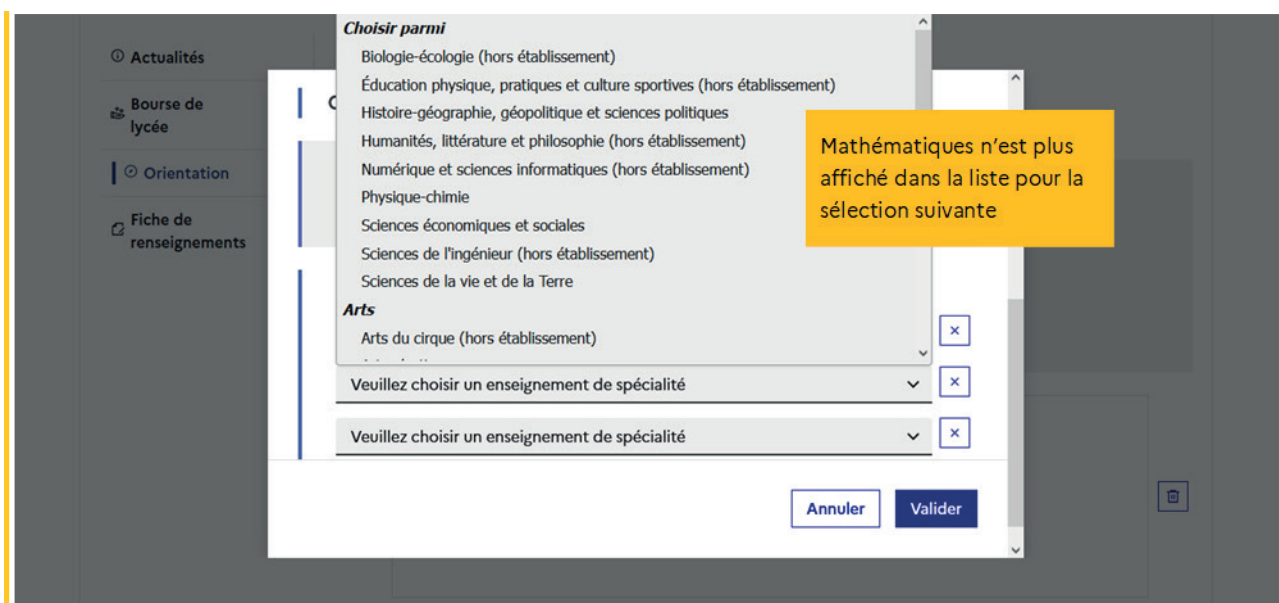 Actualités
Bourse de
lycée
Orientation
Fiche de
renseignements
Choisir parmi
Biologie-écologie (hors établissement)
Éducation physique, pratiques et culture sportives (hors établissement)
Histoire-géographie, géopolitique et sciences politiques
Humanités, littérature et philosophie (hors établissement)
Numérique et sciences informatiques (hors établissement)
Physique-chimie
Sciences économiques et sociales
Sciences de l'ingénieur (hors établissement)
Sciences de la vie et de la Terre
Arts
Arts du cirque (hors établissement)
Mathématiques n'est plus
affiché dans la liste pour la
sélection suivante
Veuillez choisir un enseignement de spécialité
Veuillez choisir un enseignement de spécialité
Annuler
Valider